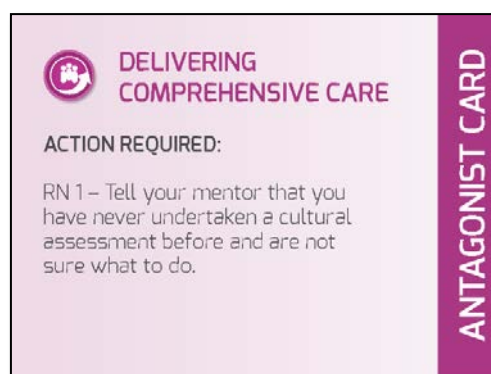 DELIVERING
COMPREHENSIVE CARE
ACTION REQUIRED:
RN 1 – Tell your mentor that you
have never undertaken a cultural
assessment before and are not
sure what to do.
ANTAGONIST CARD